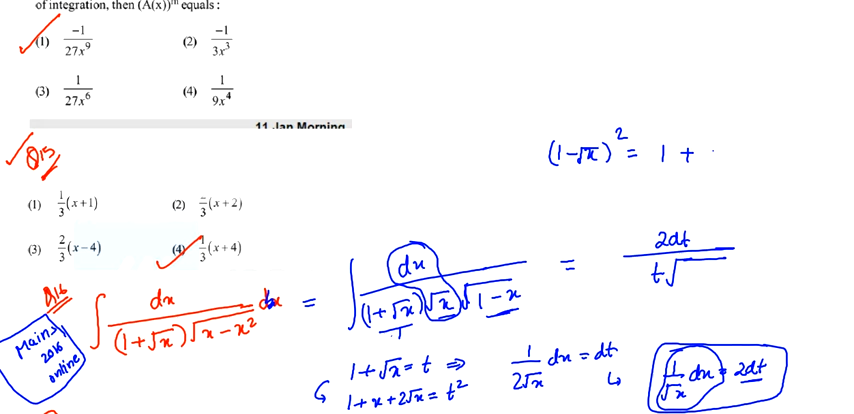 of integration, then (A(x))ᵐ equals :
(1) -1/27x⁹ (2) -1/3x³
(3) 1/27x⁶ (4) 1/9x⁴
11 Jan Morning
Q15
(1) 1/3(x+1) (2) /3(x+2)
(3) 2/3(x−4) (4) 1/3(x+4)
(1-√x)² = 1 +
Q16
∫ dx/((1+√x)√(x-x²)) = ∫ dx/((1+√x)√x√(1-x)) = 2dt/(t√)
Mains
2016
online
1+√x = t ⇒ 1/(2√x) dx = dt
1+x+2√x = t²
↳ 1/√x dx = 2dt